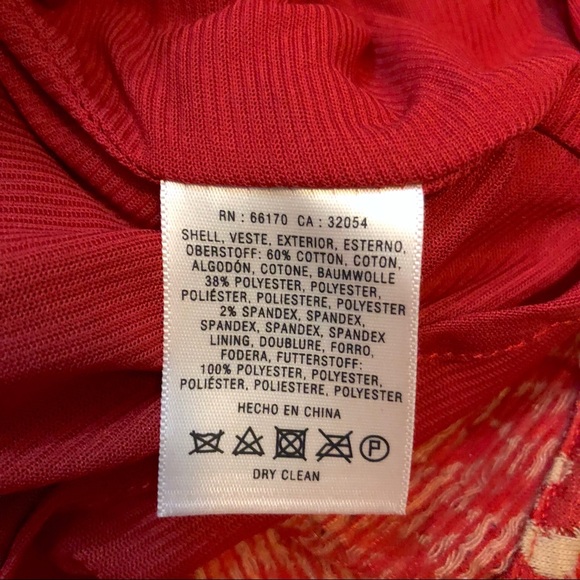 RN : 66170 CA : 32054
SHELL, VESTE, EXTERIOR, ESTERNO,
OBERSTOFF: 60% COTTON, COTON,
ALGODÓN, COTONE, BAUMWOLLE
38% POLYESTER, POLYESTER,
POLIÉSTER, POLIESTERE, POLYESTER
2% SPANDEX, SPANDEX,
SPANDEX, SPANDEX, SPANDEX
LINING, DOUBLURE, FORRO,
FODERA, FUTTERSTOFF:
100% POLYESTER, POLYESTER,
POLIÉSTER, POLIESTERE, POLYESTER
HECHO EN CHINA
P
DRY CLEAN